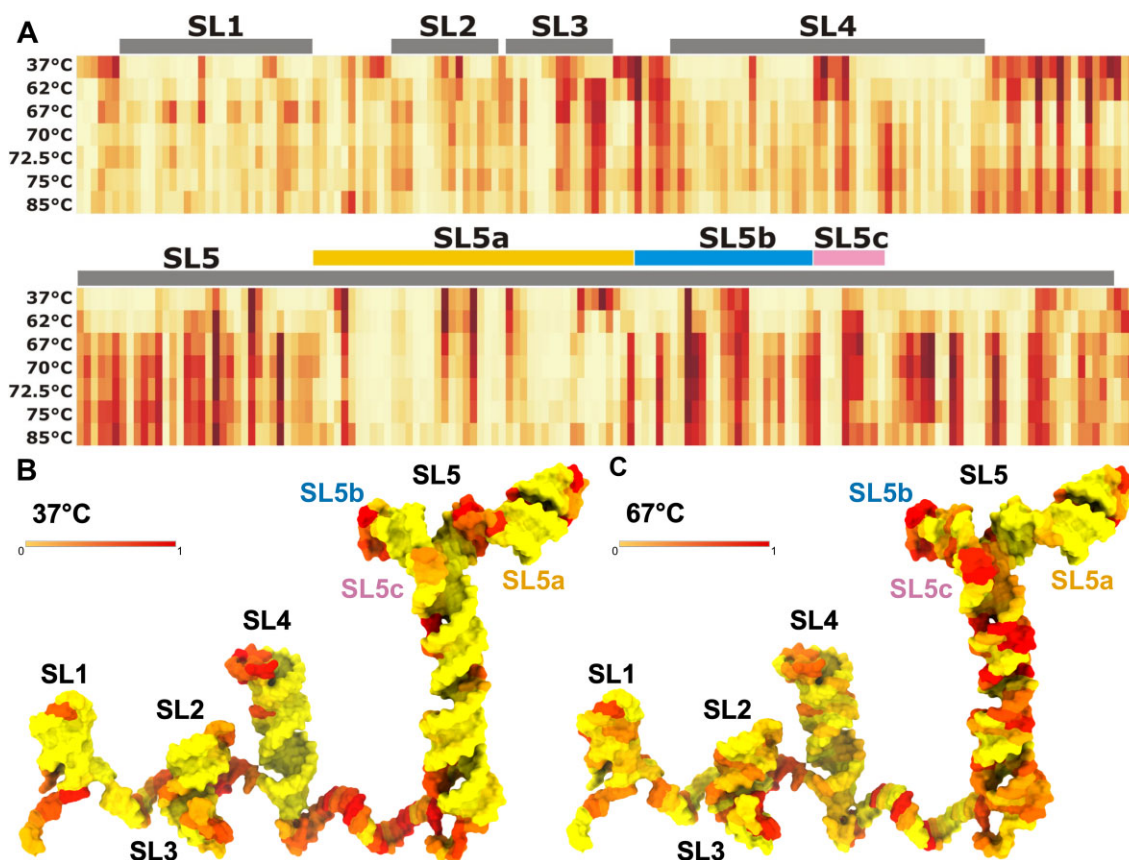 A
SL1 SL2 SL3 SL4
37°C
62°C
67°C
70°C
72.5°C
75°C
85°C
SL5 SL5a SL5b SL5c
37°C
62°C
67°C
70°C
72.5°C
75°C
85°C
B
37°C
0 1
SL5
SL5b
SL5c
SL5a
SL4
SL1
SL2
SL3
C
67°C
0 1
SL5
SL5b
SL5c
SL5a
SL4
SL1
SL2
SL3